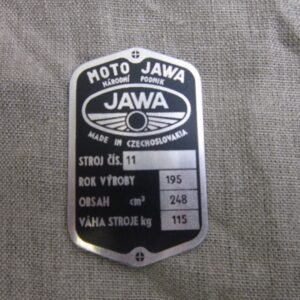 MOTO JAWA
NÁRODNÍ PODNIK
JAWA
MADE IN CZECHOSLOVAKIA
STROJ ČÍS. 11
ROK VÝROBY 195
OBSAH cm³ 248
VÁHA STROJE kg 115